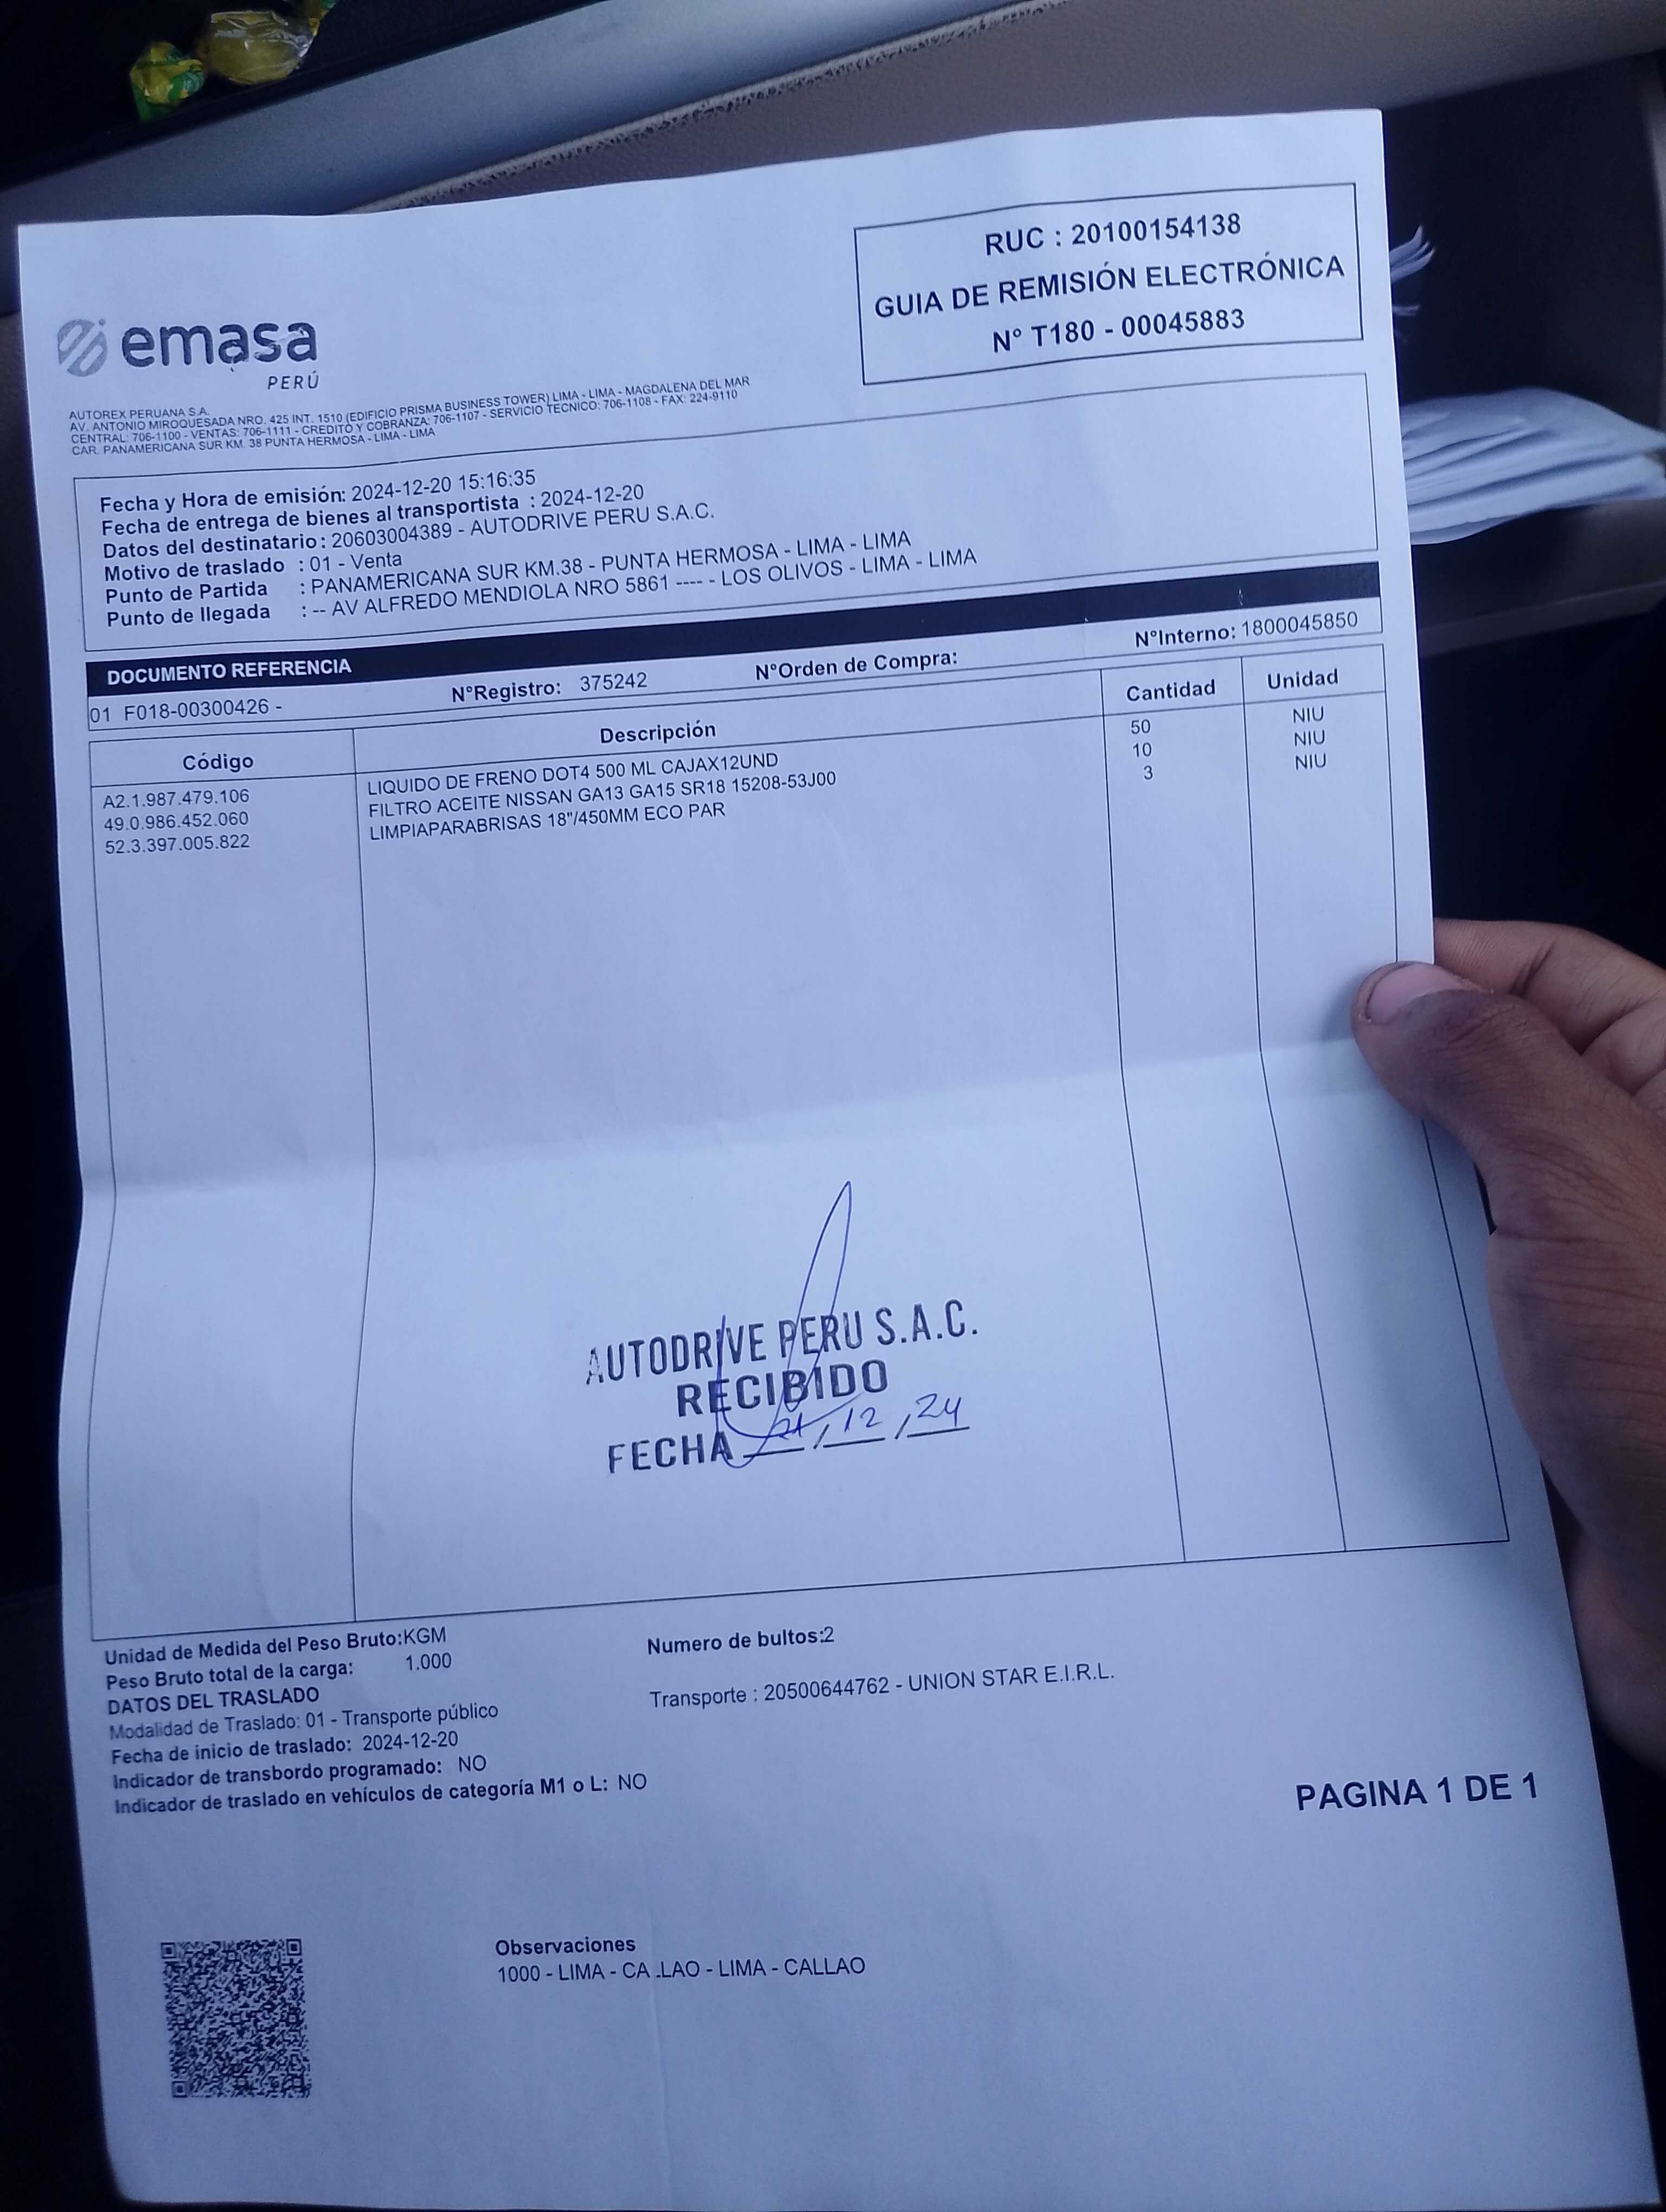 RUC : 20100154138
GUIA DE REMISIÓN ELECTRÓNICA
N° T180 - 00045883
emasa
PERÚ
AUTOREX PERUANA S.A.
AV. ANTONIO MIROQUESADA NRO. 425 INT. 1510 (EDIFICIO PRISMA BUSINESS TOWER) LIMA - LIMA - MAGDALENA DEL MAR
CENTRAL: 706-1100 - VENTAS: 706-1111 - CREDITO Y COBRANZA: 706-1107 - SERVICIO TECNICO: 706-1108 - FAX: 224-9110
CAR. PANAMERICANA SUR KM. 38 PUNTA HERMOSA - LIMA - LIMA
Fecha y Hora de emisión: 2024-12-20 15:16:35
Fecha de entrega de bienes al transportista : 2024-12-20
Datos del destinatario : 20603004389 - AUTODRIVE PERU S.A.C.
Motivo de traslado : 01 - Venta
Punto de Partida : PANAMERICANA SUR KM.38 - PUNTA HERMOSA - LIMA - LIMA
Punto de llegada : -- AV ALFREDO MENDIOLA NRO 5861 ---- - LOS OLIVOS - LIMA - LIMA
DOCUMENTO REFERENCIA
01 F018-00300426 - N°Registro: 375242 N°Orden de Compra: N°Interno: 1800045850
Código Descripción Cantidad Unidad
A2.1.987.479.106 LIQUIDO DE FRENO DOT4 500 ML CAJAX12UND 50 NIU
49.0.986.452.060 FILTRO ACEITE NISSAN GA13 GA15 SR18 15208-53J00 10 NIU
52.3.397.005.822 LIMPIAPARABRISAS 18"/450MM ECO PAR 3 NIU
AUTODRIVE PERU S.A.C.
RECIBIDO
FECHA 21, 12, 24
Unidad de Medida del Peso Bruto:KGM Numero de bultos:2
Peso Bruto total de la carga: 1.000
DATOS DEL TRASLADO Transporte : 20500644762 - UNION STAR E.I.R.L.
Modalidad de Traslado: 01 - Transporte público
Fecha de inicio de traslado: 2024-12-20
Indicador de transbordo programado: NO
Indicador de traslado en vehículos de categoría M1 o L: NO
PAGINA 1 DE 1
Observaciones
1000 - LIMA - CA.LAO - LIMA - CALLAO